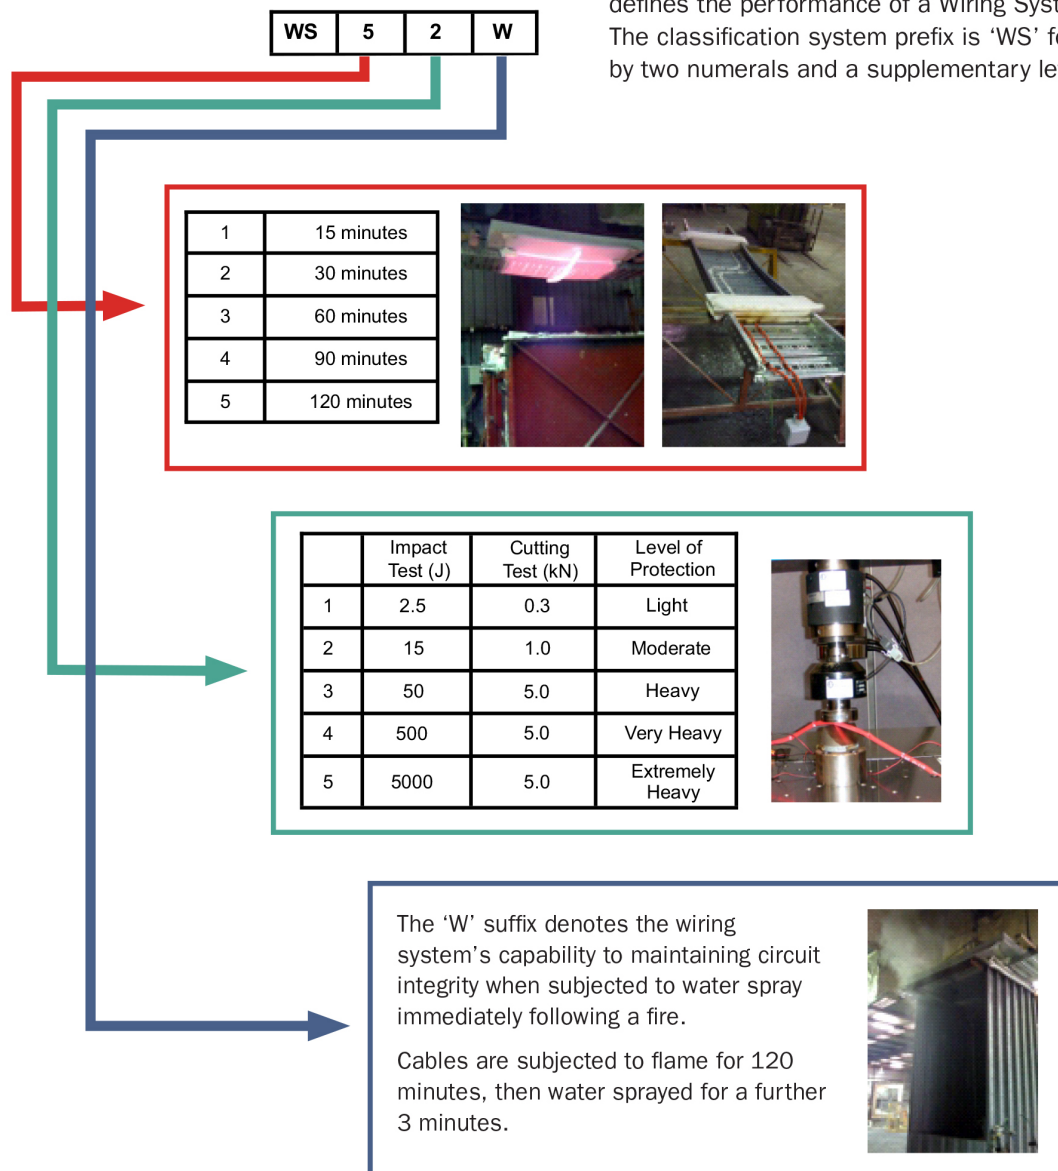 defines the performance of a Wiring Syste
The classification system prefix is ‘WS’ fo
by two numerals and a supplementary le
WS 5 2 W
1 15 minutes
2 30 minutes
3 60 minutes
4 90 minutes
5 120 minutes
Impact Test (J) Cutting Test (kN) Level of Protection
1 2.5 0.3 Light
2 15 1.0 Moderate
3 50 5.0 Heavy
4 500 5.0 Very Heavy
5 5000 5.0 Extremely Heavy
The ‘W’ suffix denotes the wiring
system’s capability to maintaining circuit
integrity when subjected to water spray
immediately following a fire.
Cables are subjected to flame for 120
minutes, then water sprayed for a further
3 minutes.